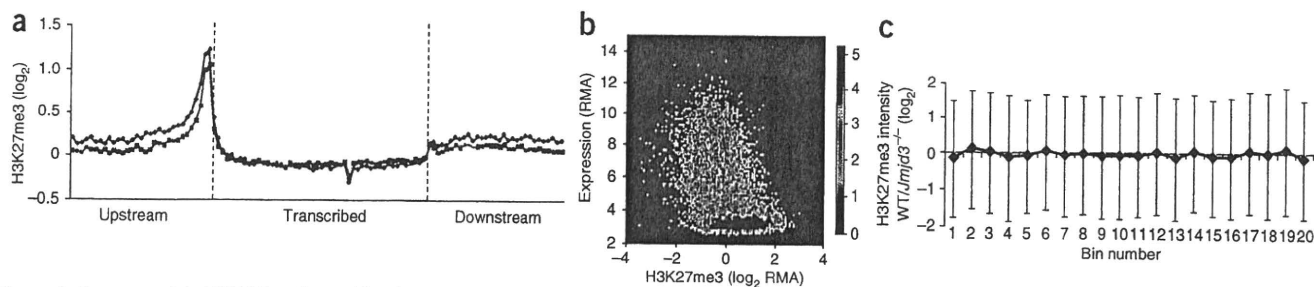 a
H3K27me3 (log2)
1.5
1.0
0.5
0
–0.5
Upstream
Transcribed
Downstream
b
Expression (RMA)
14
12
10
8
6
4
2
–4
–2
0
2
4
H3K27me3 (log2 RMA)
5
4
3
2
1
0
c
H3K27me3 intensity
WT/Jmjd3–/– (log2)
2
1
0
–1
–2
1 2 3 4 5 6 7 8 9 10 11 12 13 14 15 16 17 18 19 20
Bin number